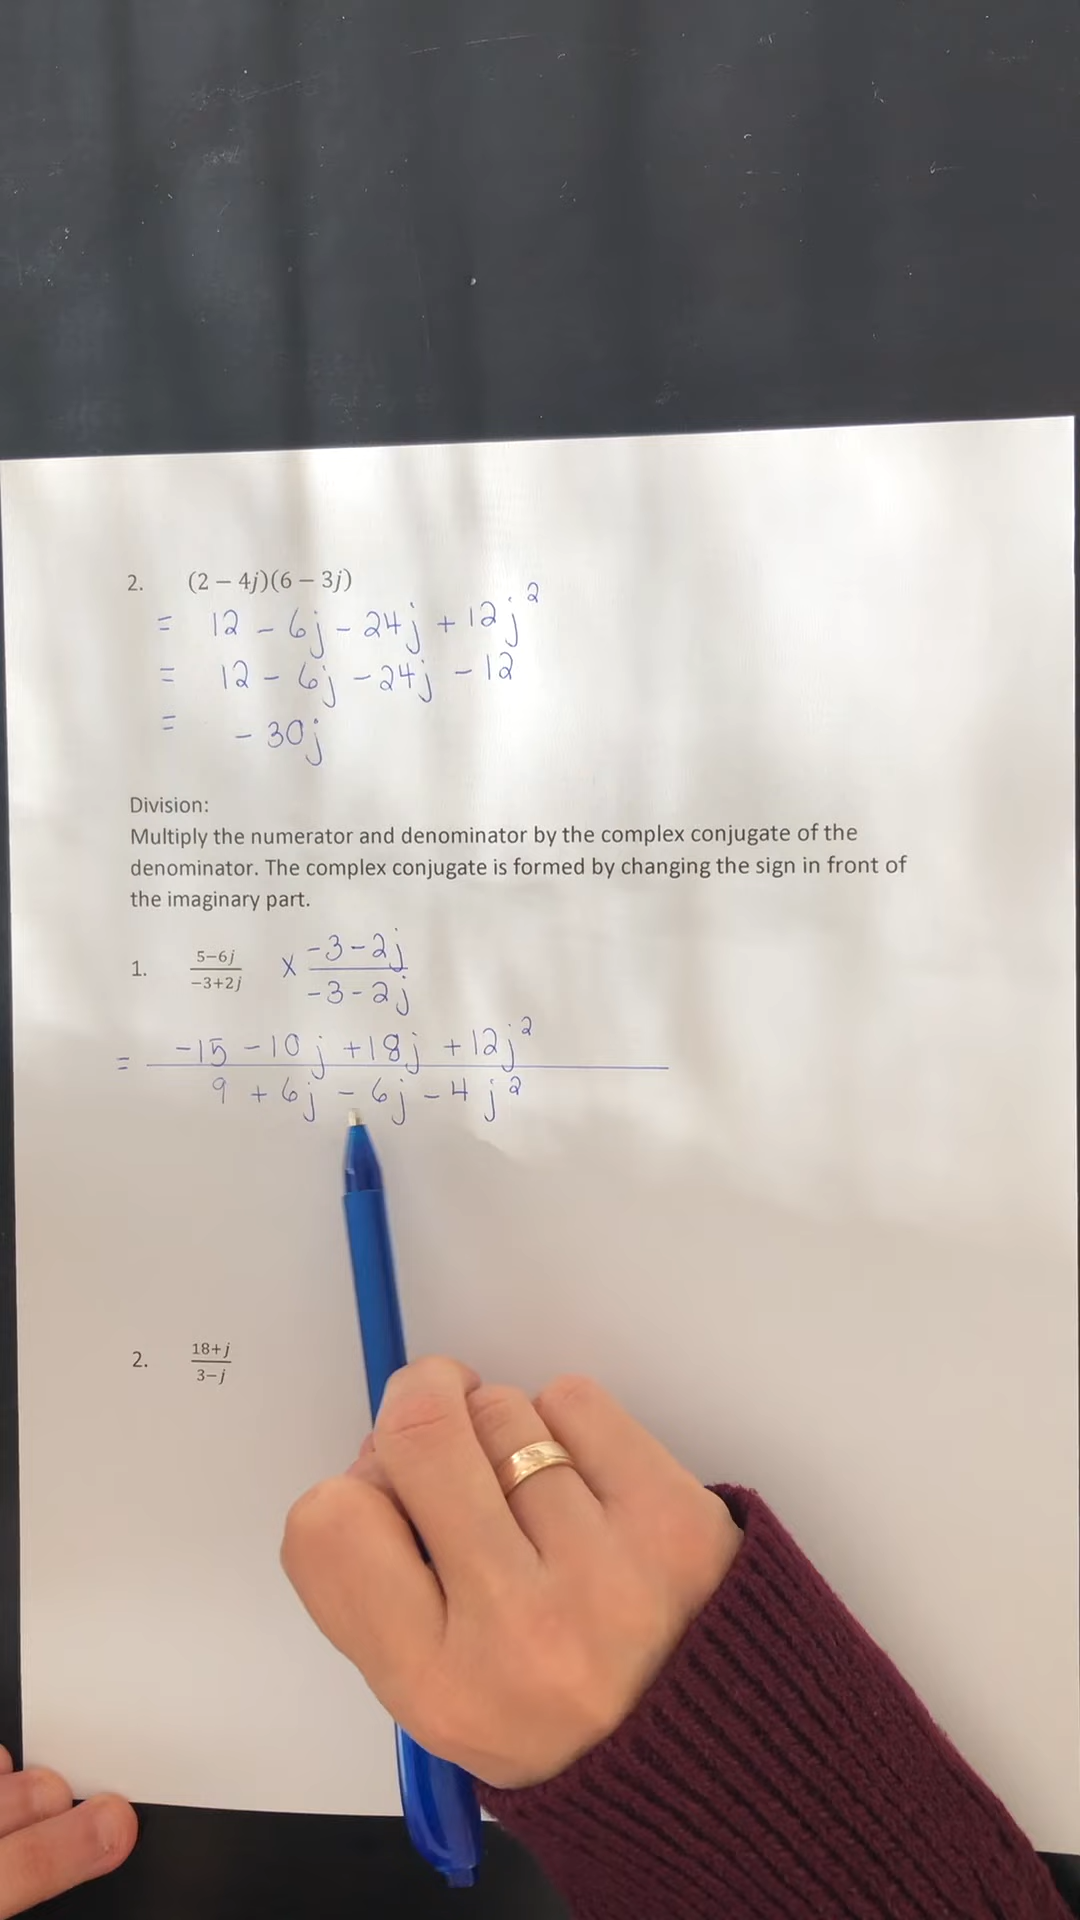 2. (2 – 4j)(6 – 3j)
= 12 - 6j - 24j + 12j²
= 12 - 6j - 24j - 12
= - 30j
Division:
Multiply the numerator and denominator by the complex conjugate of the
denominator. The complex conjugate is formed by changing the sign in front of
the imaginary part.
1. 5−6j / −3+2j x -3-2j / -3-2j
= -15 -10j +18j +12j² / 9 + 6j - 6j - 4j²
2. 18+j / 3−j